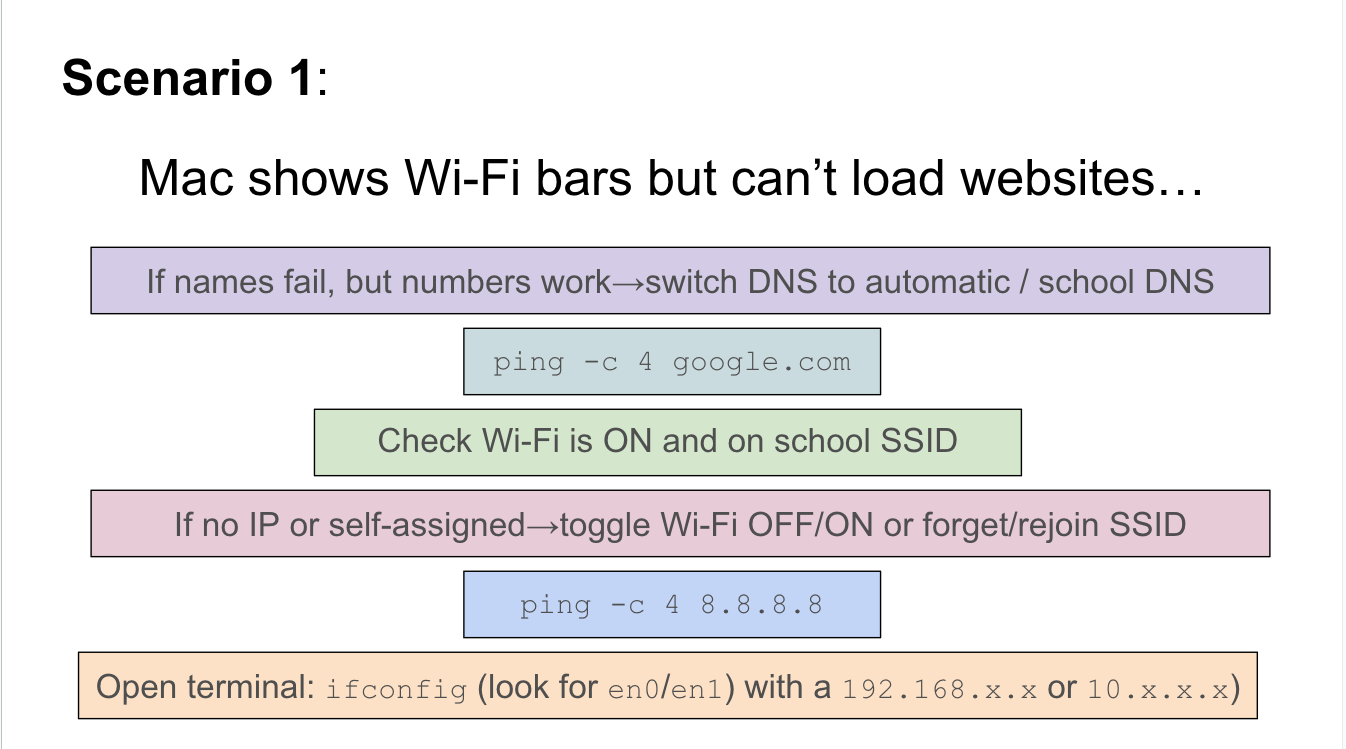 Scenario 1:
Mac shows Wi-Fi bars but can’t load websites…
If names fail, but numbers work→switch DNS to automatic / school DNS
ping -c 4 google.com
Check Wi-Fi is ON and on school SSID
If no IP or self-assigned→toggle Wi-Fi OFF/ON or forget/rejoin SSID
ping -c 4 8.8.8.8
Open terminal: ifconfig (look for en0/en1) with a 192.168.x.x or 10.x.x.x)